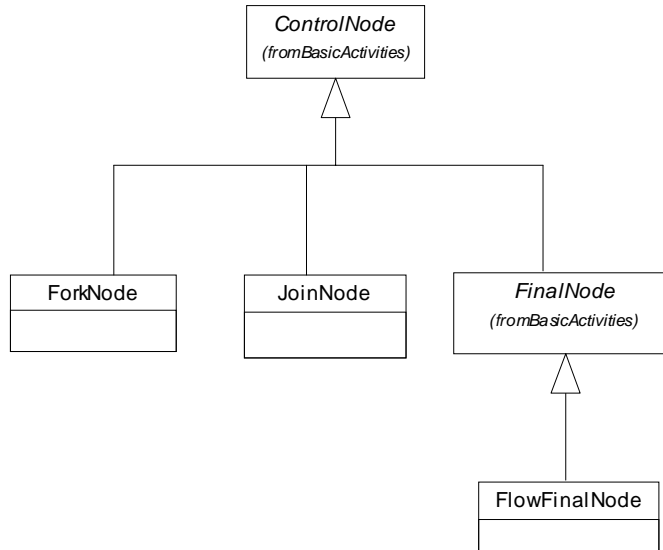 ControlNode
(fromBasicActivities)
ForkNode
JoinNode
FinalNode
(fromBasicActivities)
FlowFinalNode